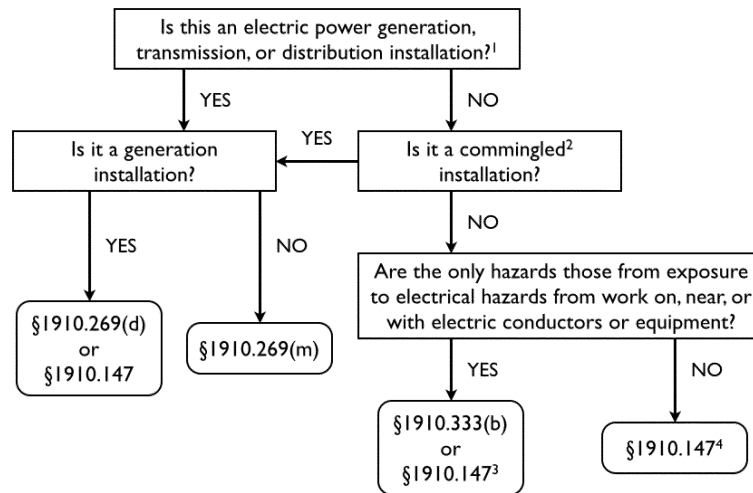 Is this an electric power generation,
transmission, or distribution installation?¹
YES
NO
Is it a generation
installation?
YES
Is it a commingled²
installation?
YES
NO
NO
Are the only hazards those from exposure
to electrical hazards from work on, near, or
with electric conductors or equipment?
§1910.269(d)
or
§1910.147
§1910.269(m)
YES
NO
§1910.333(b)
or
§1910.147³
§1910.147⁴